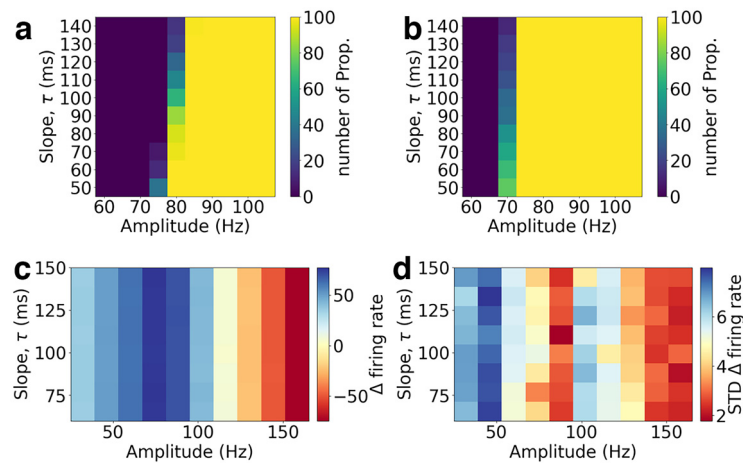 a
140
130
120
110
100
90
80
70
60
50
Slope, τ (ms)
60 70 80 90 100
Amplitude (Hz)
100
80
60
40
20
0
number of Prop.
b
140
130
120
110
100
90
80
70
60
50
Slope, τ (ms)
60 70 80 90 100
Amplitude (Hz)
100
80
60
40
20
0
number of Prop.
c
150
125
100
75
Slope, τ (ms)
50 100 150
Amplitude (Hz)
50
0
−50
Δ firing rate
d
150
125
100
75
Slope, τ (ms)
50 100 150
Amplitude (Hz)
6
4
2
STD Δ firing rate